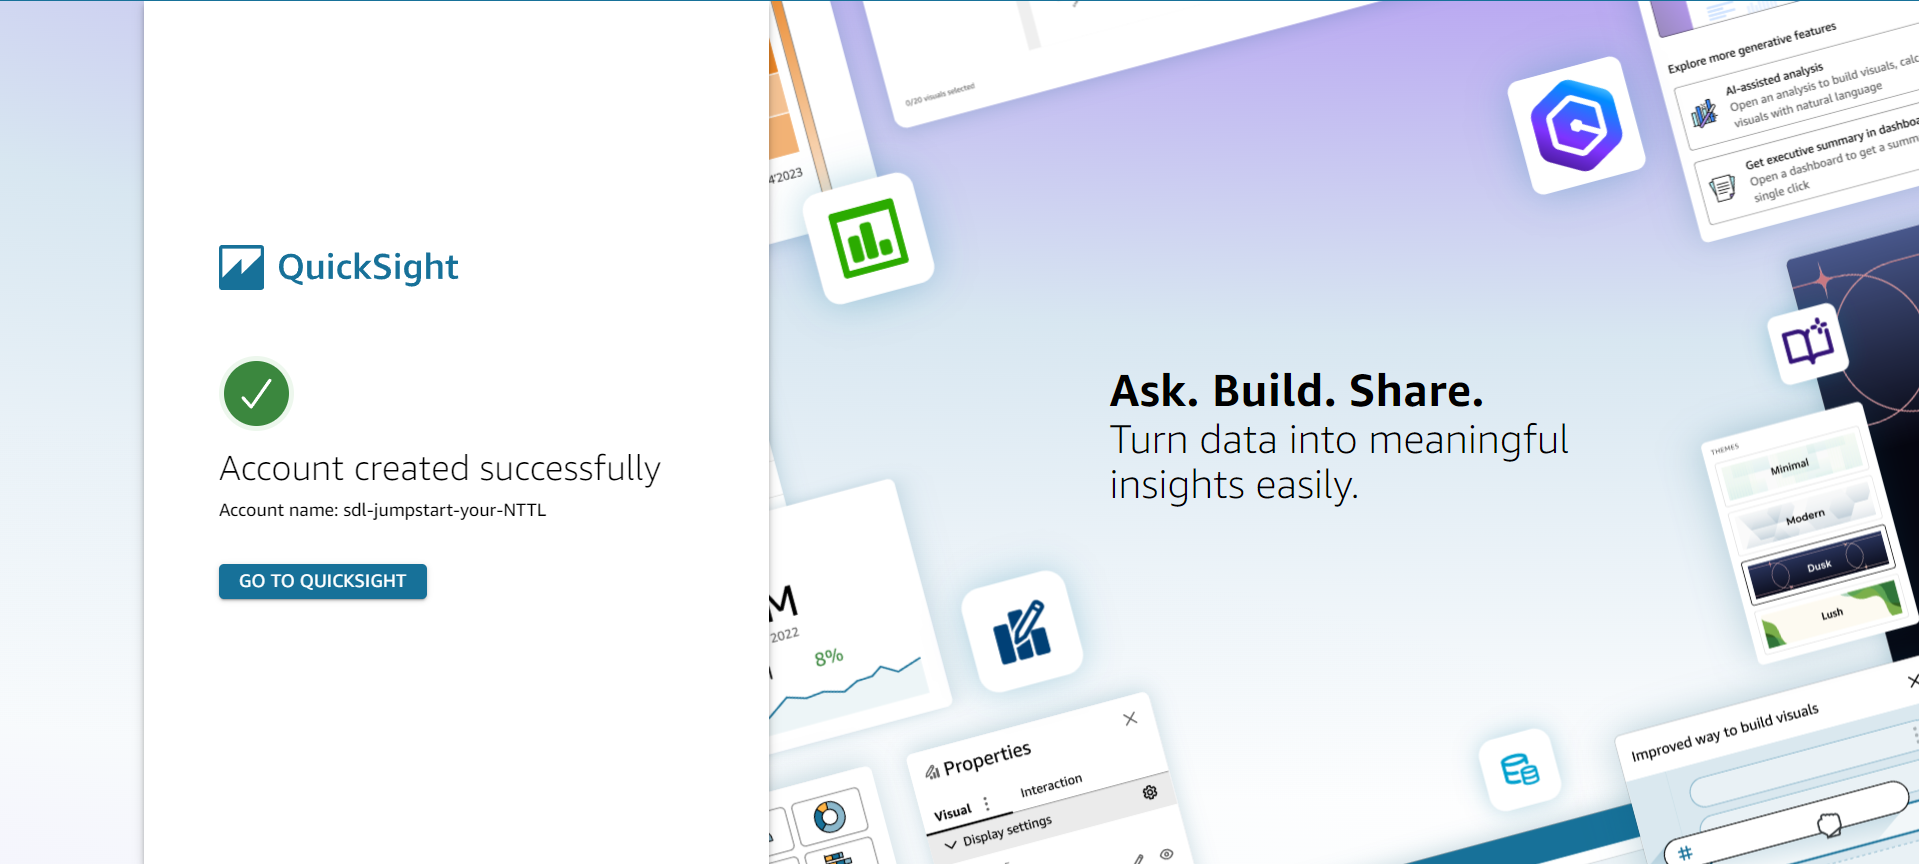 QuickSight
Account created successfully
Account name: sdl-jumpstart-your-NTTL
GO TO QUICKSIGHT
4'2023
0/20 visuals selected
Explore more generative features
AI-assisted analysis
Open an analysis to build visuals, calc
visuals with natural language
Get executive summary in dashboa
Open a dashboard to get a summ
single click
Ask. Build. Share.
Turn data into meaningful
insights easily.
THEMES
Minimal
Modern
Dusk
Lush
M
2022
8%
Properties
Visual
Interaction
Display settings
Improved way to build visuals
#